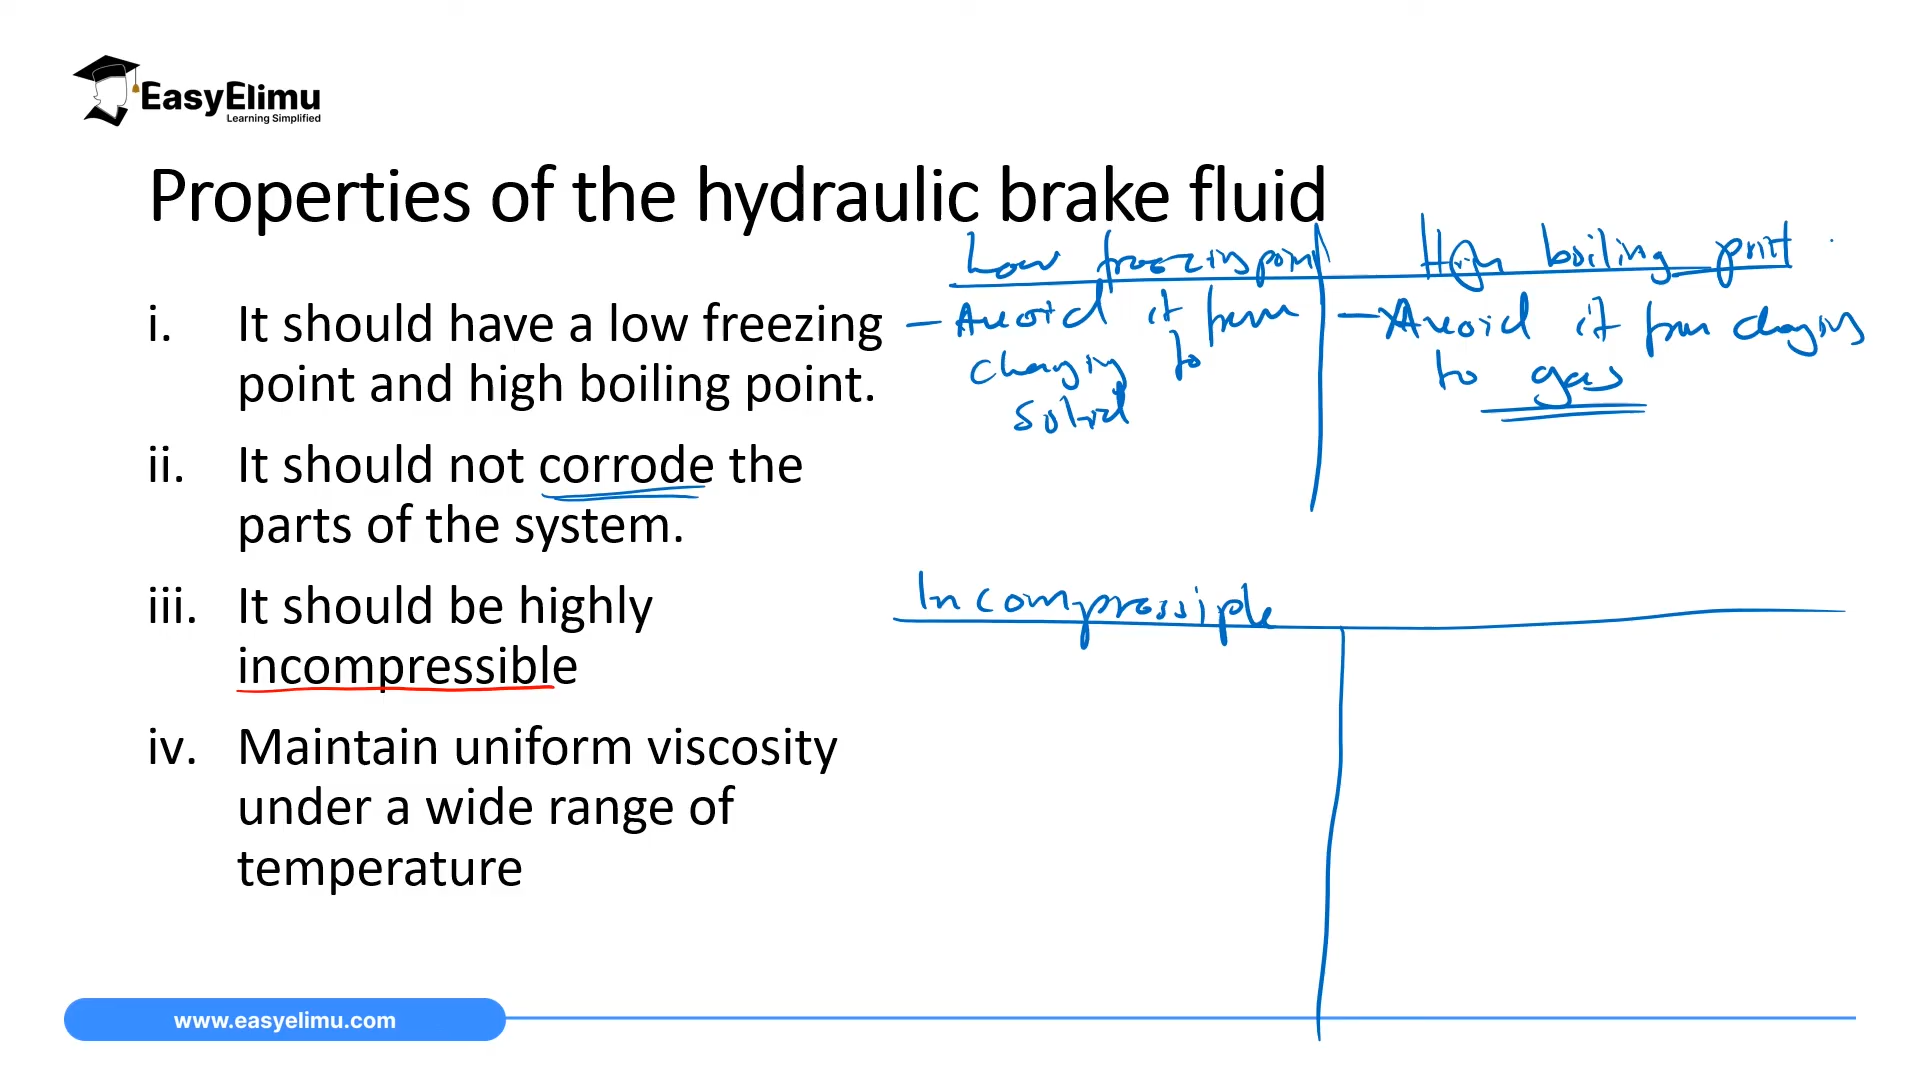 EasyElimu
Learning Simplified
Properties of the hydraulic brake fluid
i. It should have a low freezing
point and high boiling point.
ii. It should not corrode the
parts of the system.
iii. It should be highly
incompressible
iv. Maintain uniform viscosity
under a wide range of
temperature
Low freezing point
- Avoid it from
changing to
solid
High boiling point
- Avoid it from changing
to gas
Incompressiple
www.easyelimu.com